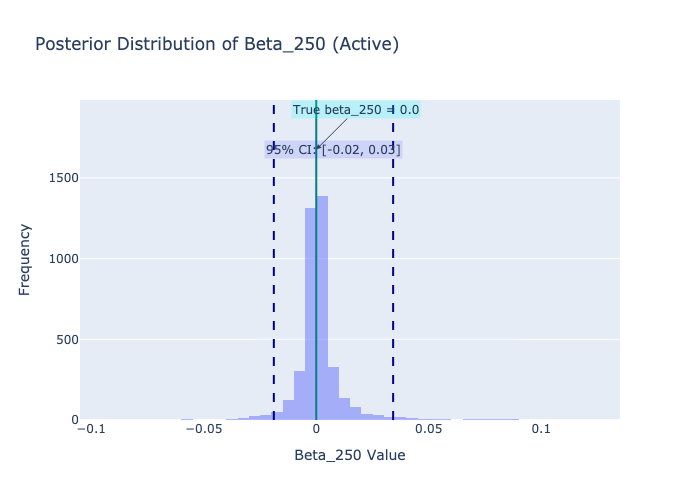 Posterior Distribution of Beta_250 (Active)
True beta_250 = 0.0
95% CI: [-0.02, 0.03]
1500
1000
500
0
Frequency
−0.1
−0.05
0
0.05
0.1
Beta_250 Value